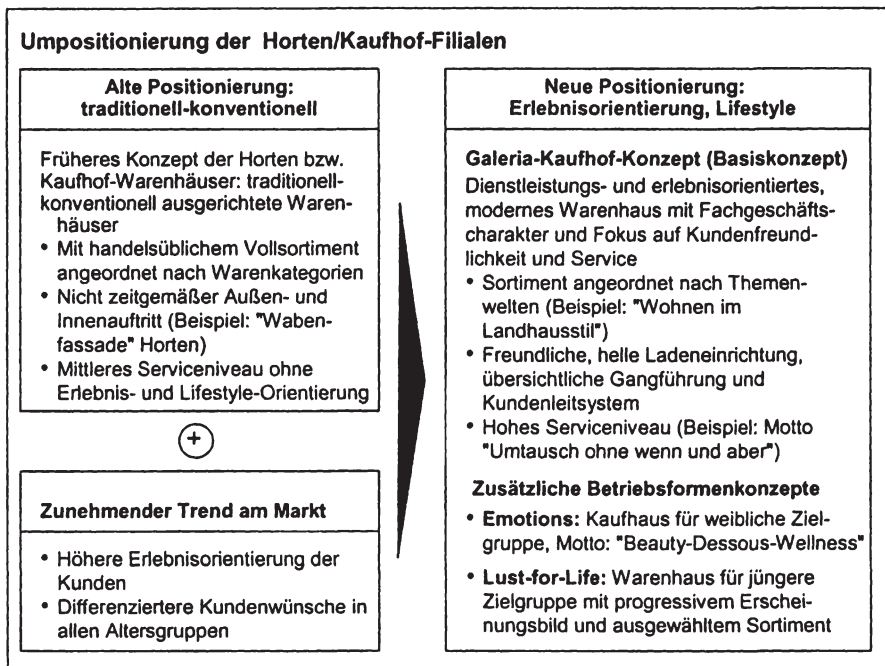 Umpositionierung der Horten/Kaufhof-Filialen
Alte Positionierung:
traditionell-konventionell
Früheres Konzept der Horten bzw.
Kaufhof-Warenhäuser: traditionell-
konventionell ausgerichtete Waren-
häuser
• Mit handelsüblichem Vollsortiment
angeordnet nach Warenkategorien
• Nicht zeitgemäßer Außen- und
Innenauftritt (Beispiel: "Waben-
fassade" Horten)
• Mittleres Serviceniveau ohne
Erlebnis- und Lifestyle-Orientierung
+
Zunehmender Trend am Markt
• Höhere Erlebnisorientierung der
Kunden
• Differenziertere Kundenwünsche in
allen Altersgruppen
Neue Positionierung:
Erlebnisorientierung, Lifestyle
Galeria-Kaufhof-Konzept (Basiskonzept)
Dienstleistungs- und erlebnisorientiertes,
modernes Warenhaus mit Fachgeschäfts-
charakter und Fokus auf Kundenfreund-
lichkeit und Service
• Sortiment angeordnet nach Themen-
welten (Beispiel: "Wohnen im
Landhausstil")
• Freundliche, helle Ladeneinrichtung,
übersichtliche Gangführung und
Kundenleitsystem
• Hohes Serviceniveau (Beispiel: Motto
"Umtausch ohne wenn und aber")
Zusätzliche Betriebsformenkonzepte
• Emotions: Kaufhaus für weibliche Ziel-
gruppe, Motto: "Beauty-Dessous-Wellness"
• Lust-for-Life: Warenhaus für jüngere
Zielgruppe mit progressivem Erschei-
nungsbild und ausgewähltem Sortiment